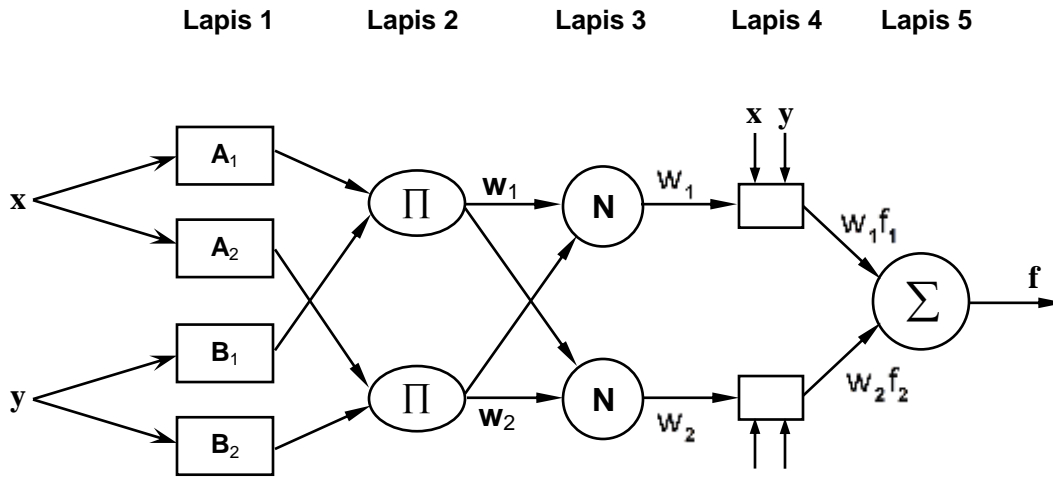 Lapis 1 Lapis 2 Lapis 3 Lapis 4 Lapis 5
x y
A1
x
A2
Π
w1
N
w1
w1f1
Σ
f
B1
y
B2
Π
w2
N
w2
w2f2